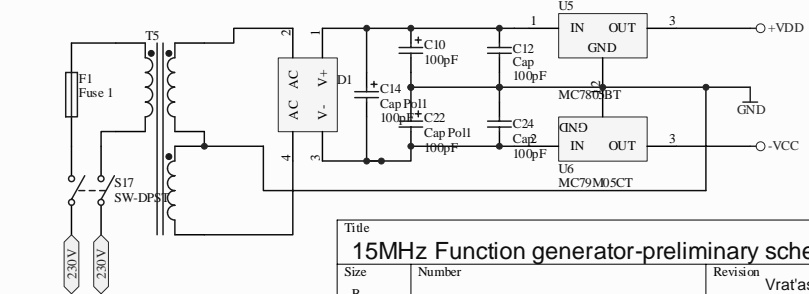 U5
T5
2
1
1
IN OUT
3
+VDD
GND
F1
Fuse 1
AC
AC
V+
V-
D1
C10
100pF
C12
Cap
100pF
C14
Cap Pol1
100pF
MC7805BT
GND
C22
Cap Pol1
100pF
C24
Cap
100pF
2
GND
IN OUT
3
-VCC
4
3
U6
MC79M05CT
S17
SW-DPST
230V
230V
Title
15MHz Function generator-preliminary sche
Size
Number
Revision
B
Vrat'as